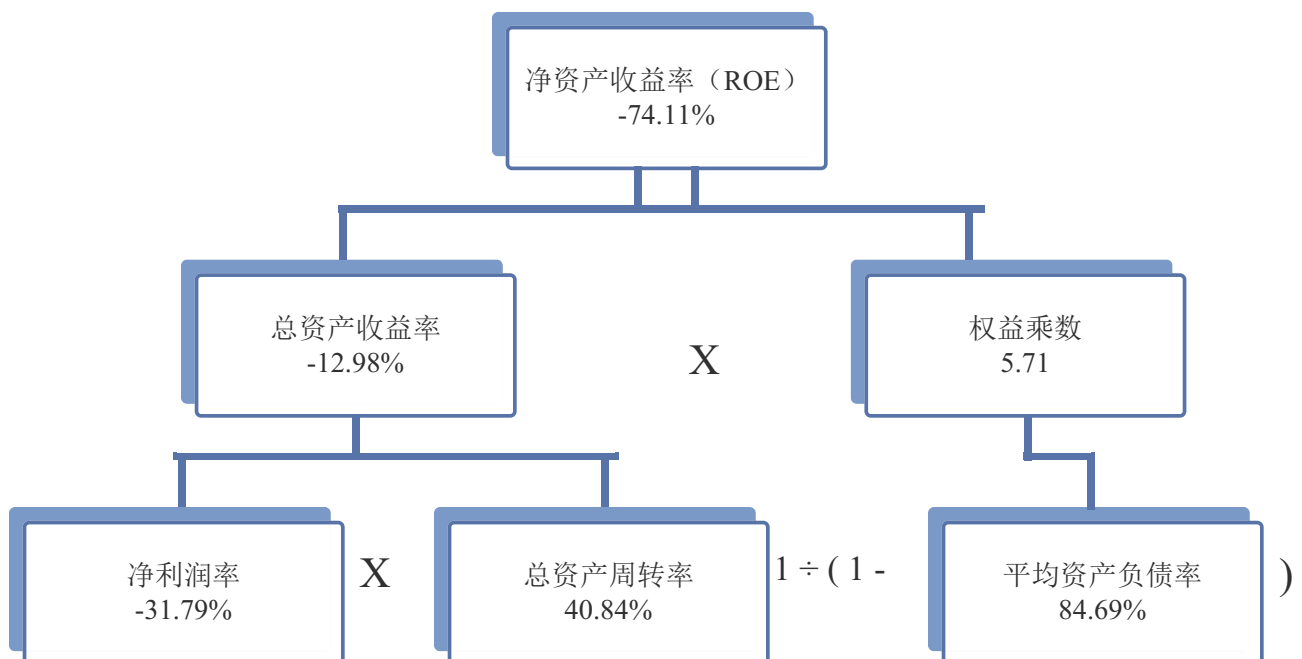 净资产收益率（ROE）
-74.11%
总资产收益率
-12.98%
X
权益乘数
5.71
净利润率
-31.79%
X
总资产周转率
40.84%
1 ÷ ( 1 -
平均资产负债率
84.69%
)